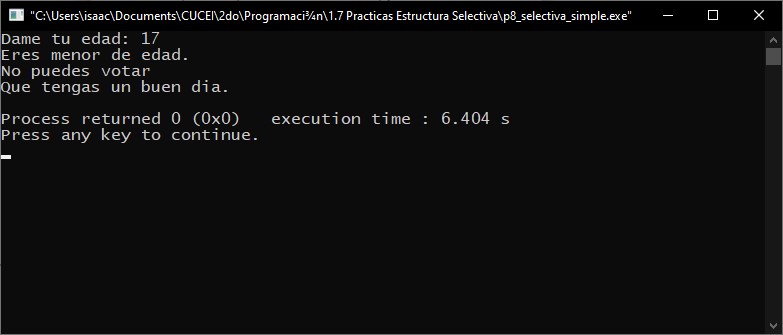 "C:\Users\isaac\Documents\CUCEI\2do\Programaci¾n\1.7 Practicas Estructura Selectiva\p8_selectiva_simple.exe"
Dame tu edad: 17
Eres menor de edad.
No puedes votar
Que tengas un buen dia.
Process returned 0 (0x0)   execution time : 6.404 s
Press any key to continue.